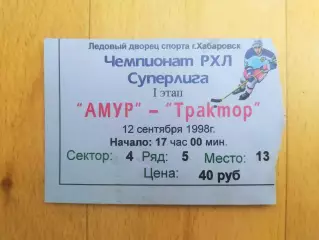 Ледовый дворец спорта г.Хабаровск
Чемпионат РХЛ
Суперлига
I этап
"АМУР" – "Трактор"
12 сентября 1998г.
Начало: 17 час 00 мин.
Сектор: 4 Ряд: 5 Место: 13
Цена: 40 руб